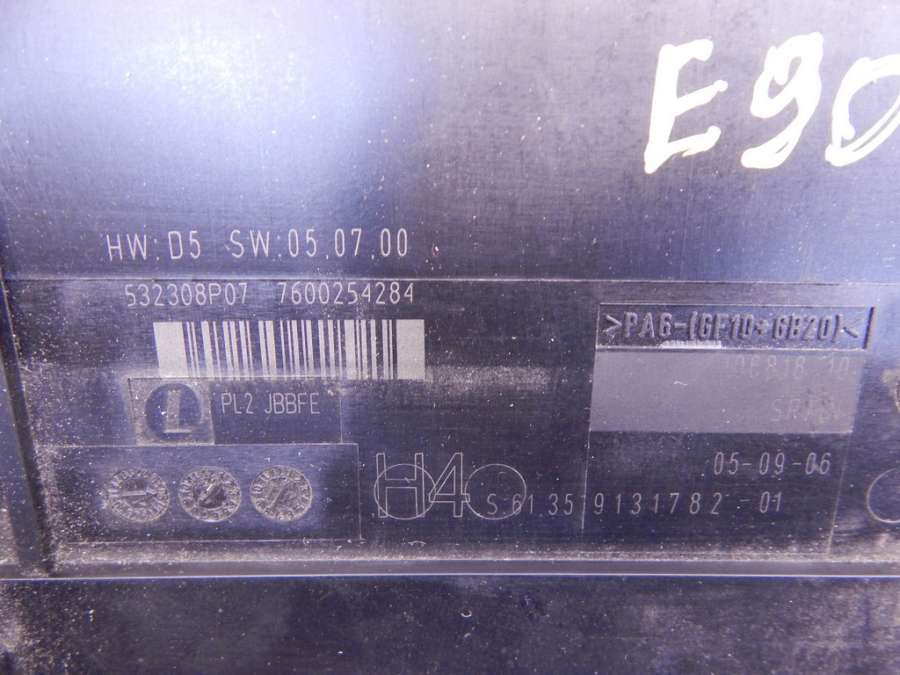 E90
HW:D5 SW:05.07.00
532308P07 7600254284
>PA6-(GF10+GB20)<
L PL2 JBBFE
05-09-06
H4
S 61.35 9131782-01